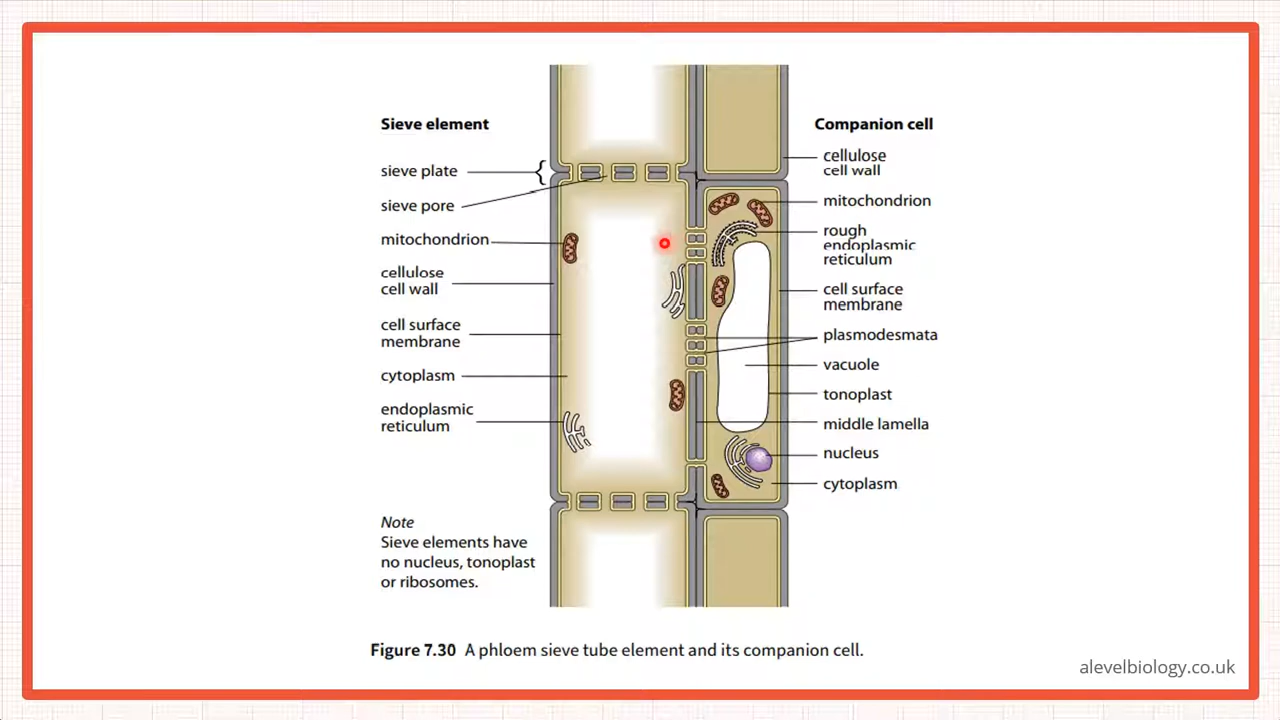 Sieve element
sieve plate
sieve pore
mitochondrion
cellulose
cell wall
cell surface
membrane
cytoplasm
endoplasmic
reticulum
Note
Sieve elements have
no nucleus, tonoplast
or ribosomes.
Companion cell
cellulose
cell wall
mitochondrion
rough
endoplasmic
reticulum
cell surface
membrane
plasmodesmata
vacuole
tonoplast
middle lamella
nucleus
cytoplasm
Figure 7.30 A phloem sieve tube element and its companion cell.
alevelbiology.co.uk